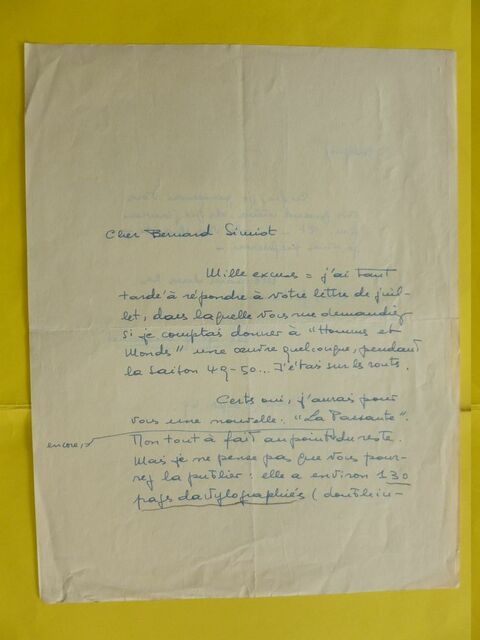 Cher Bernard Simiot
Mille excuses = j'ai tant
tardé à répondre à votre lettre de juil-
let, dans laquelle vous me demandiez
si je comptais donner à "Hommes et
Mondes" une œuvre quelconque, pendant
la saison 49-50... J'étais sur les routes.
Certes oui, j'aurais pour
vous une nouvelle: "La Passante".
encore,
Non tout à fait au point du reste.
Mais je ne pense pas que vous pour-
rez la publier: elle a environ 130
pages dactylographiées (double in-